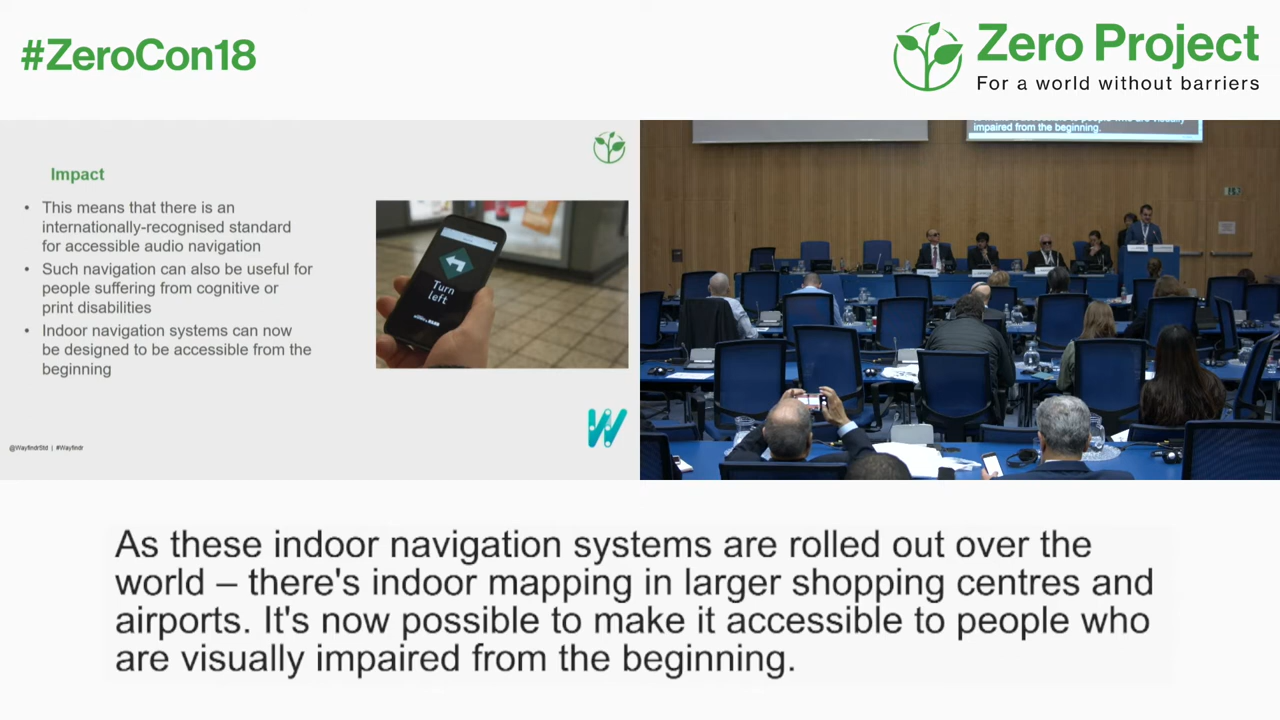 #ZeroCon18
Zero Project
For a world without barriers
Impact
• This means that there is an
internationally-recognised standard
for accessible audio navigation
• Such navigation can also be useful for
people suffering from cognitive or
print disabilities
• Indoor navigation systems can now
be designed to be accessible from the
beginning
Turn
left
@WayfindrStd | #Wayfindr
impaired from the beginning.
As these indoor navigation systems are rolled out over the
world – there's indoor mapping in larger shopping centres and
airports. It's now possible to make it accessible to people who
are visually impaired from the beginning.